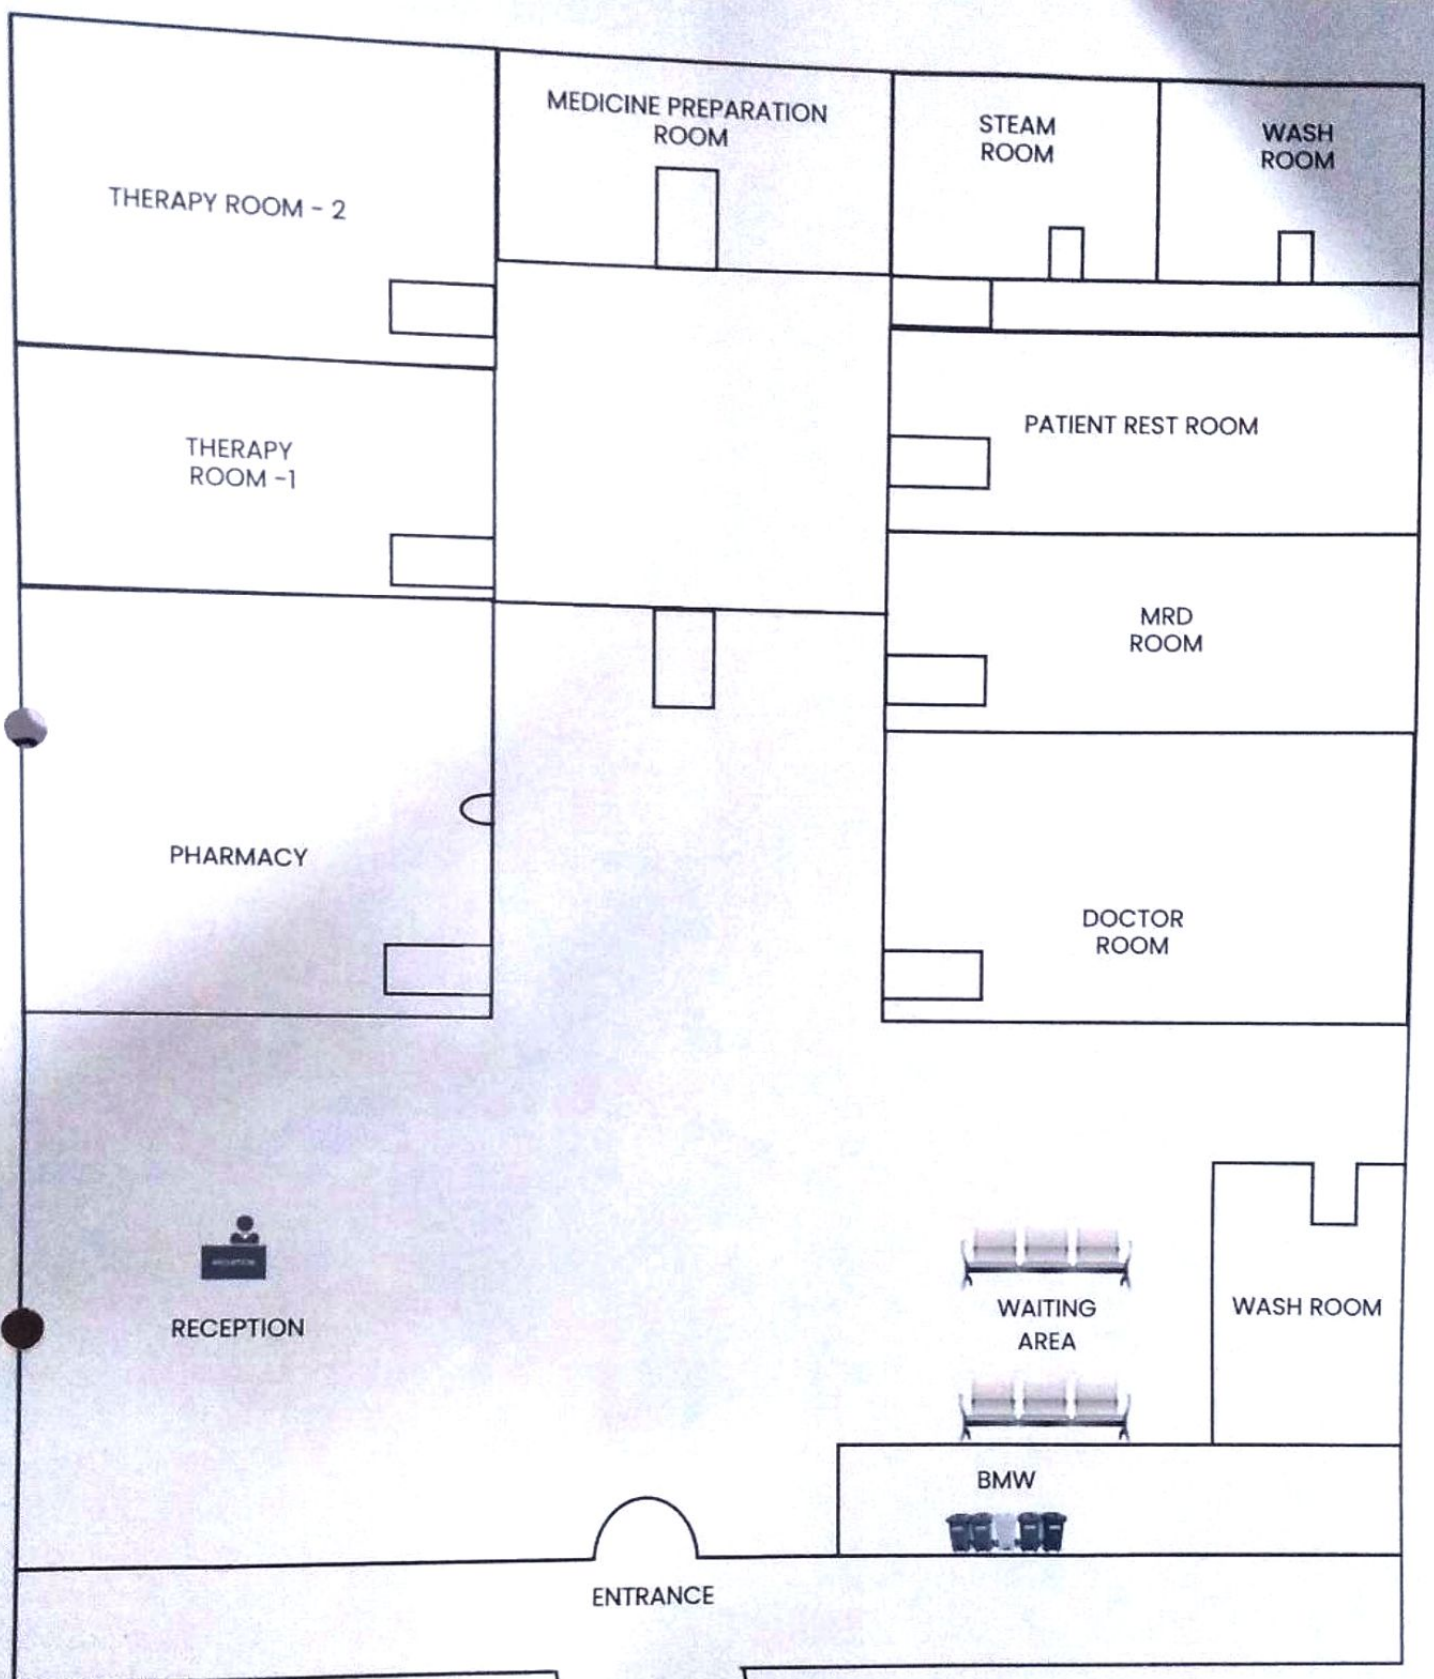 MEDICINE PREPARATION
ROOM
STEAM
ROOM
WASH
ROOM
THERAPY ROOM - 2
PATIENT REST ROOM
THERAPY
ROOM -1
MRD
ROOM
PHARMACY
DOCTOR
ROOM
RECEPTION
RECEPTION
WAITING
AREA
WASH ROOM
BMW
ENTRANCE